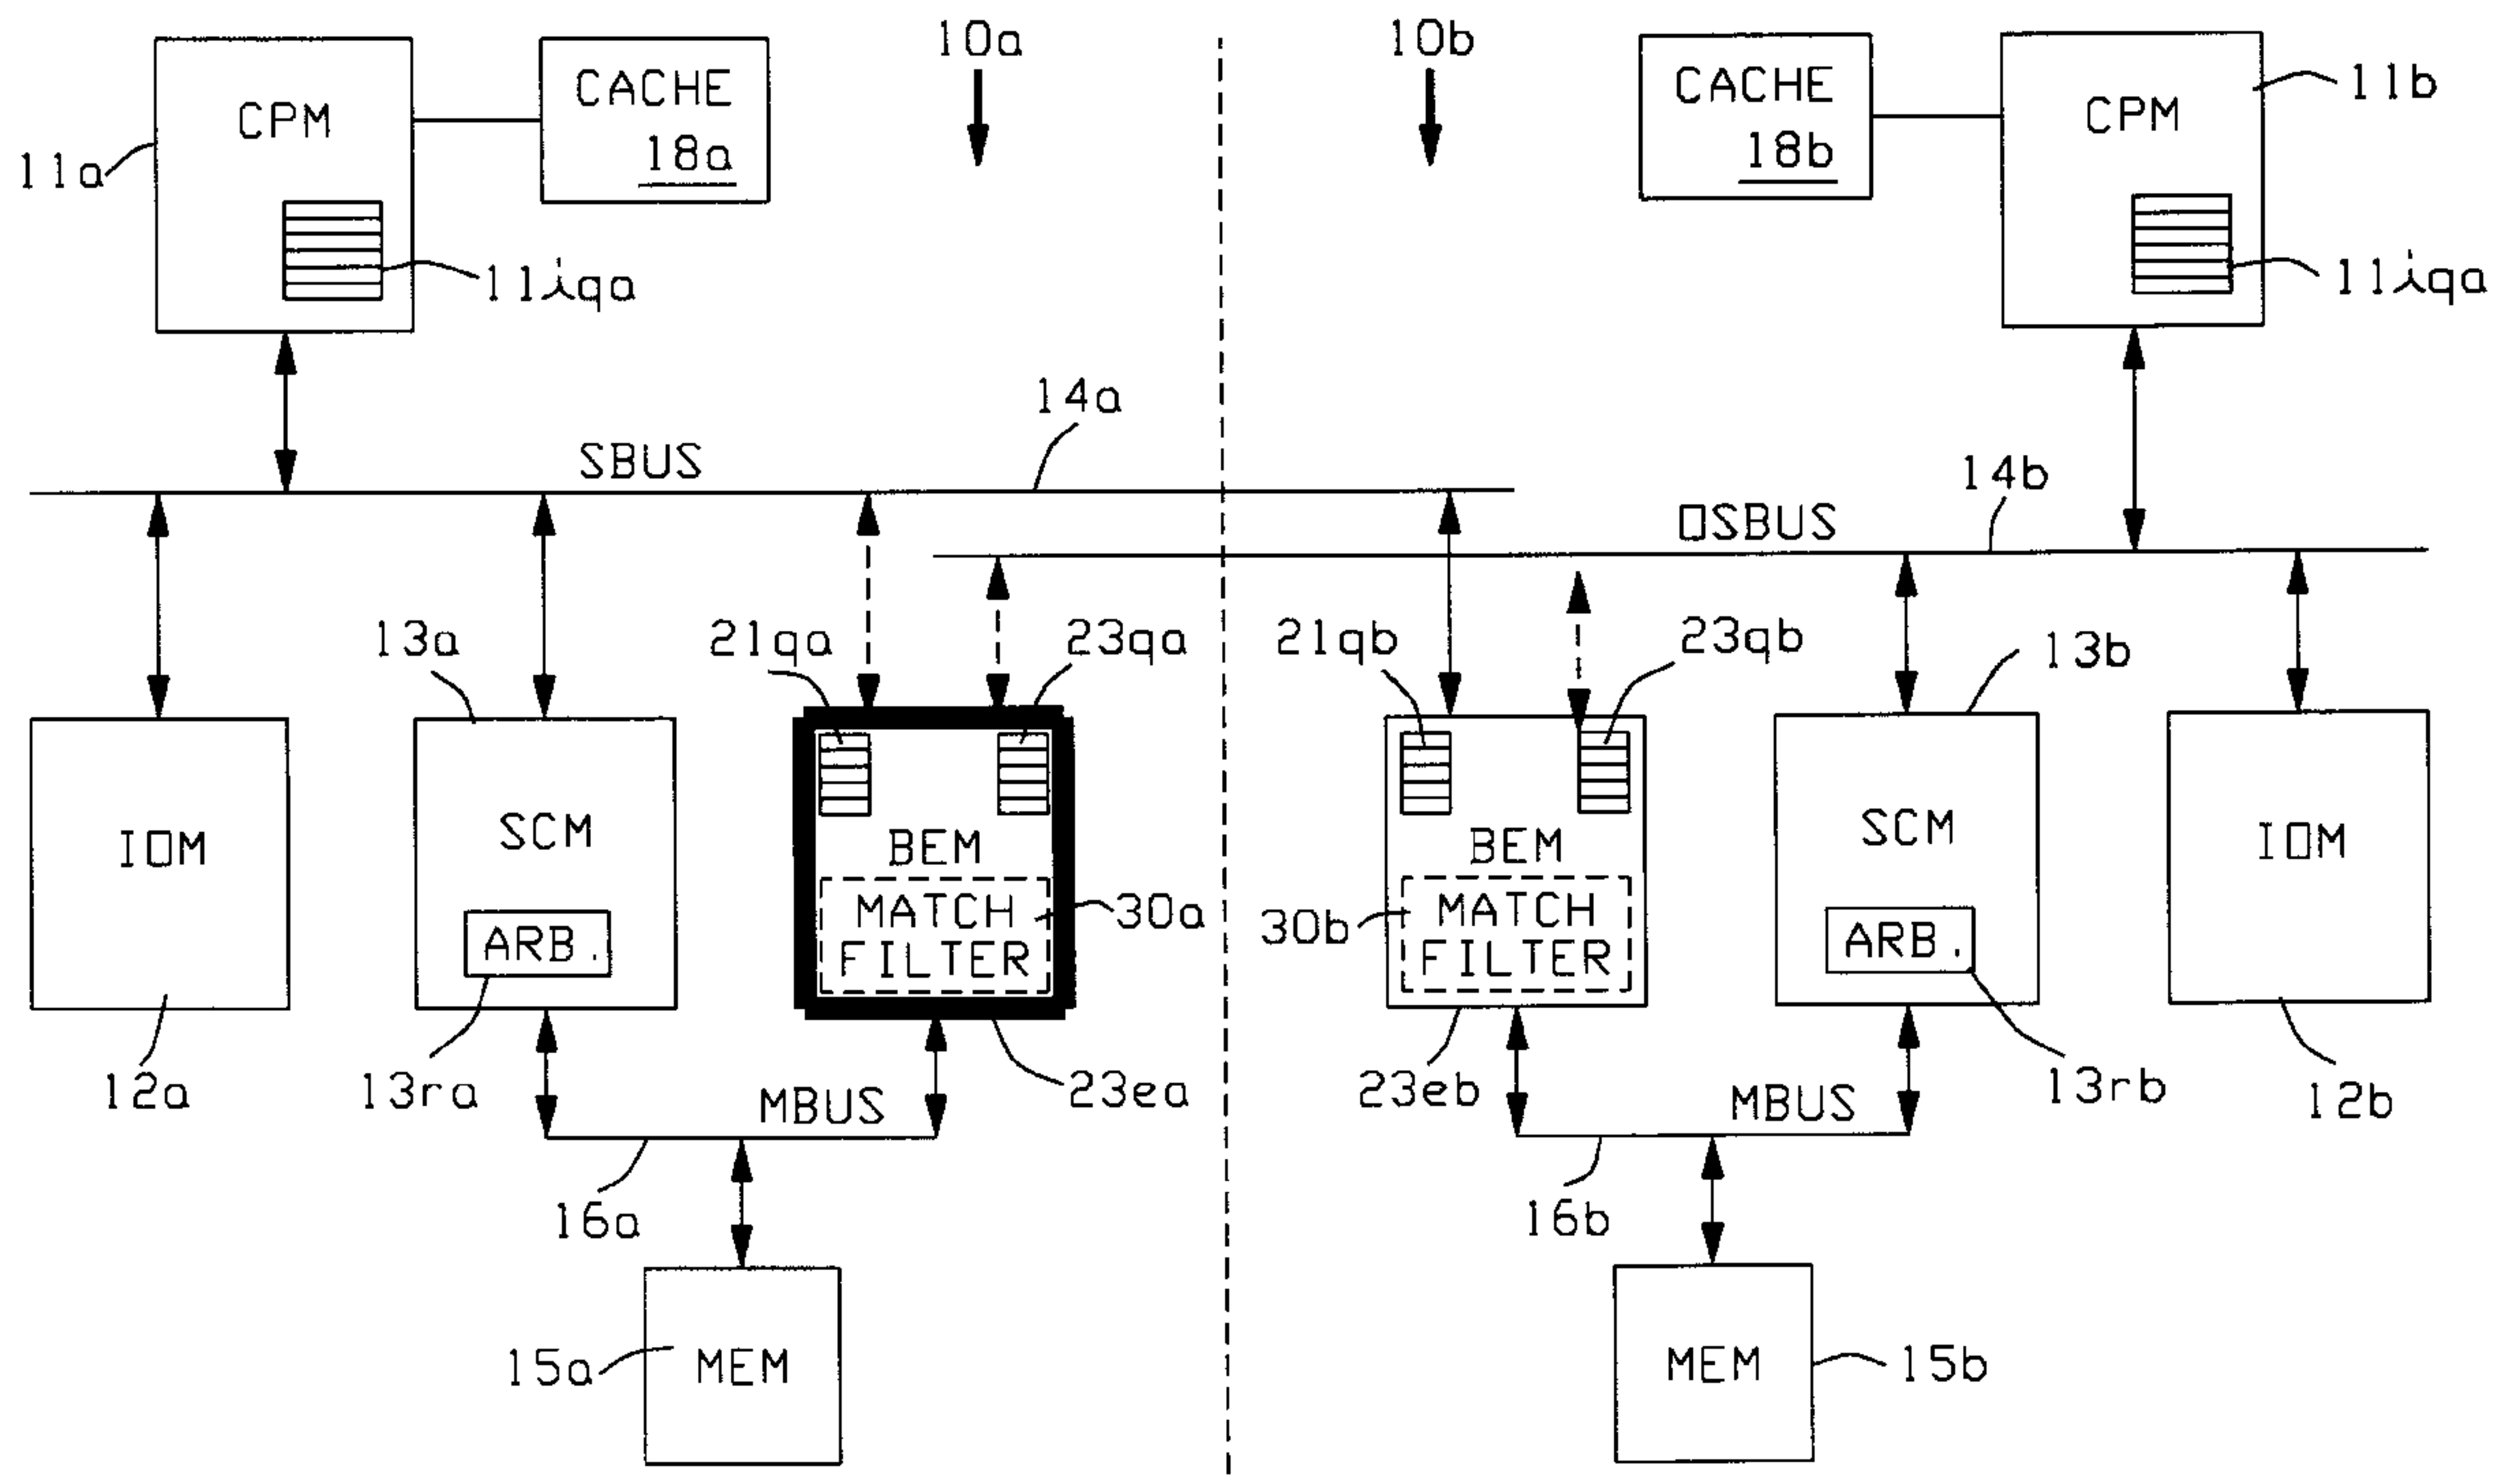 10a
10b
CPM
CACHE
18a
11a
11iqa
CACHE
18b
CPM
11b
11iqa
14a
SBUS
14b
OSBUS
13a
21qa
23qa
21qb
23qb
13b
IOM
SCM
ARB.
BEM
MATCH
FILTER
30a
30b
BEM
MATCH
FILTER
SCM
ARB.
IOM
12a
13ra
MBUS
23ea
23eb
MBUS
13rb
12b
16a
16b
15a
MEM
MEM
15b